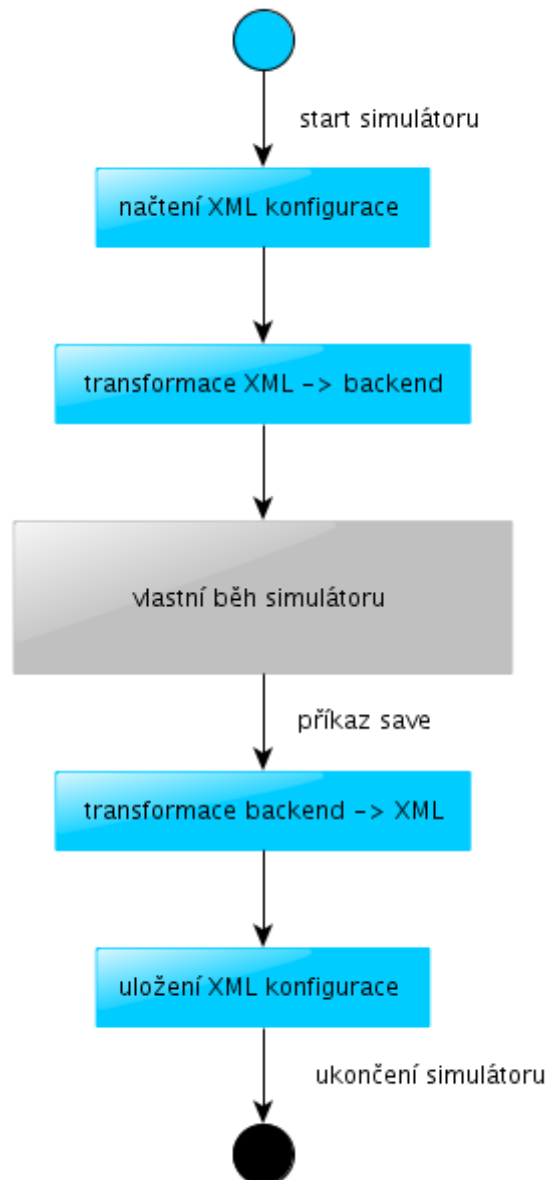 start simulátoru
načtení XML konfigurace
transformace XML -> backend
vlastní běh simulátoru
příkaz save
transformace backend -> XML
uložení XML konfigurace
ukončení simulátoru